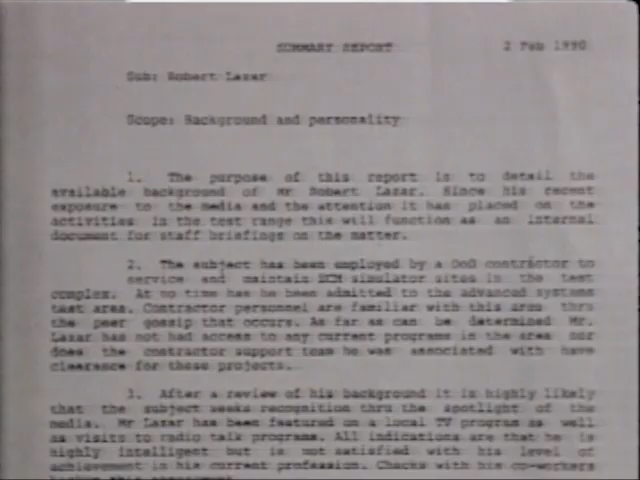 SUMMARY REPORT 2 Feb 1990
Sub: Robert Lazar
Scope: Background and personality
1. The purpose of this report is to detail the
available background of Mr Robert Lazar. Since his recent
exposure to the media and the attention it has placed on the
activities in the test range this will function as an internal
document for staff briefings on the matter.
2. The subject has been employed by a DoD contractor to
service and maintain ECM simulator sites in the test
complex. At no time has he been admitted to the advanced systems
test area. Contractor personnel are familiar with this area thru
the peer gossip that occurs. As far as can be determined Mr.
Lazar has not had access to any current programs in the area nor
does the contractor support team he was associated with have
clearance for these projects.
3. After a review of his background it is highly likely
that the subject seeks recognition thru the spotlight of the
media. Mr Lazar has been featured on a local TV program as well
as visits to radio talk programs. All indications are that he is
highly intelligent but is not satisfied with his level of
achievement in his current profession. Checks with his co-workers